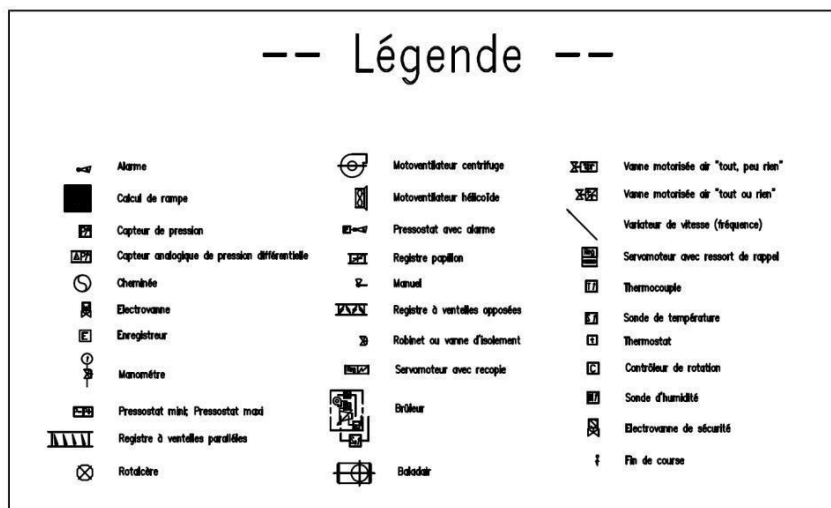 -- Légende --
Alarme
Calcul de rampe
Capteur de pression
Capteur analogique de pression différentielle
Cheminée
Electrovanne
Enregistreur
Manomètre
Pressostat mini; Pressostat maxi
Registre à ventelles parallèles
Rotalcère
Motoventilateur centrifuge
Motoventilateur hélicoïde
Pressostat avec alarme
Registre papillon
Manuel
Registre à ventelles opposées
Robinet ou vanne d'isolement
Servomoteur avec recopie
Brûleur
Baladair
Vanne motorisée air "tout, peu rien"
Vanne motorisée air "tout ou rien"
Variateur de vitesse (fréquence)
Servomoteur avec ressort de rappel
Thermocouple
Sonde de température
Thermostat
C Contrôleur de rotation
Sonde d'humidité
Electrovanne de sécurité
Fin de course